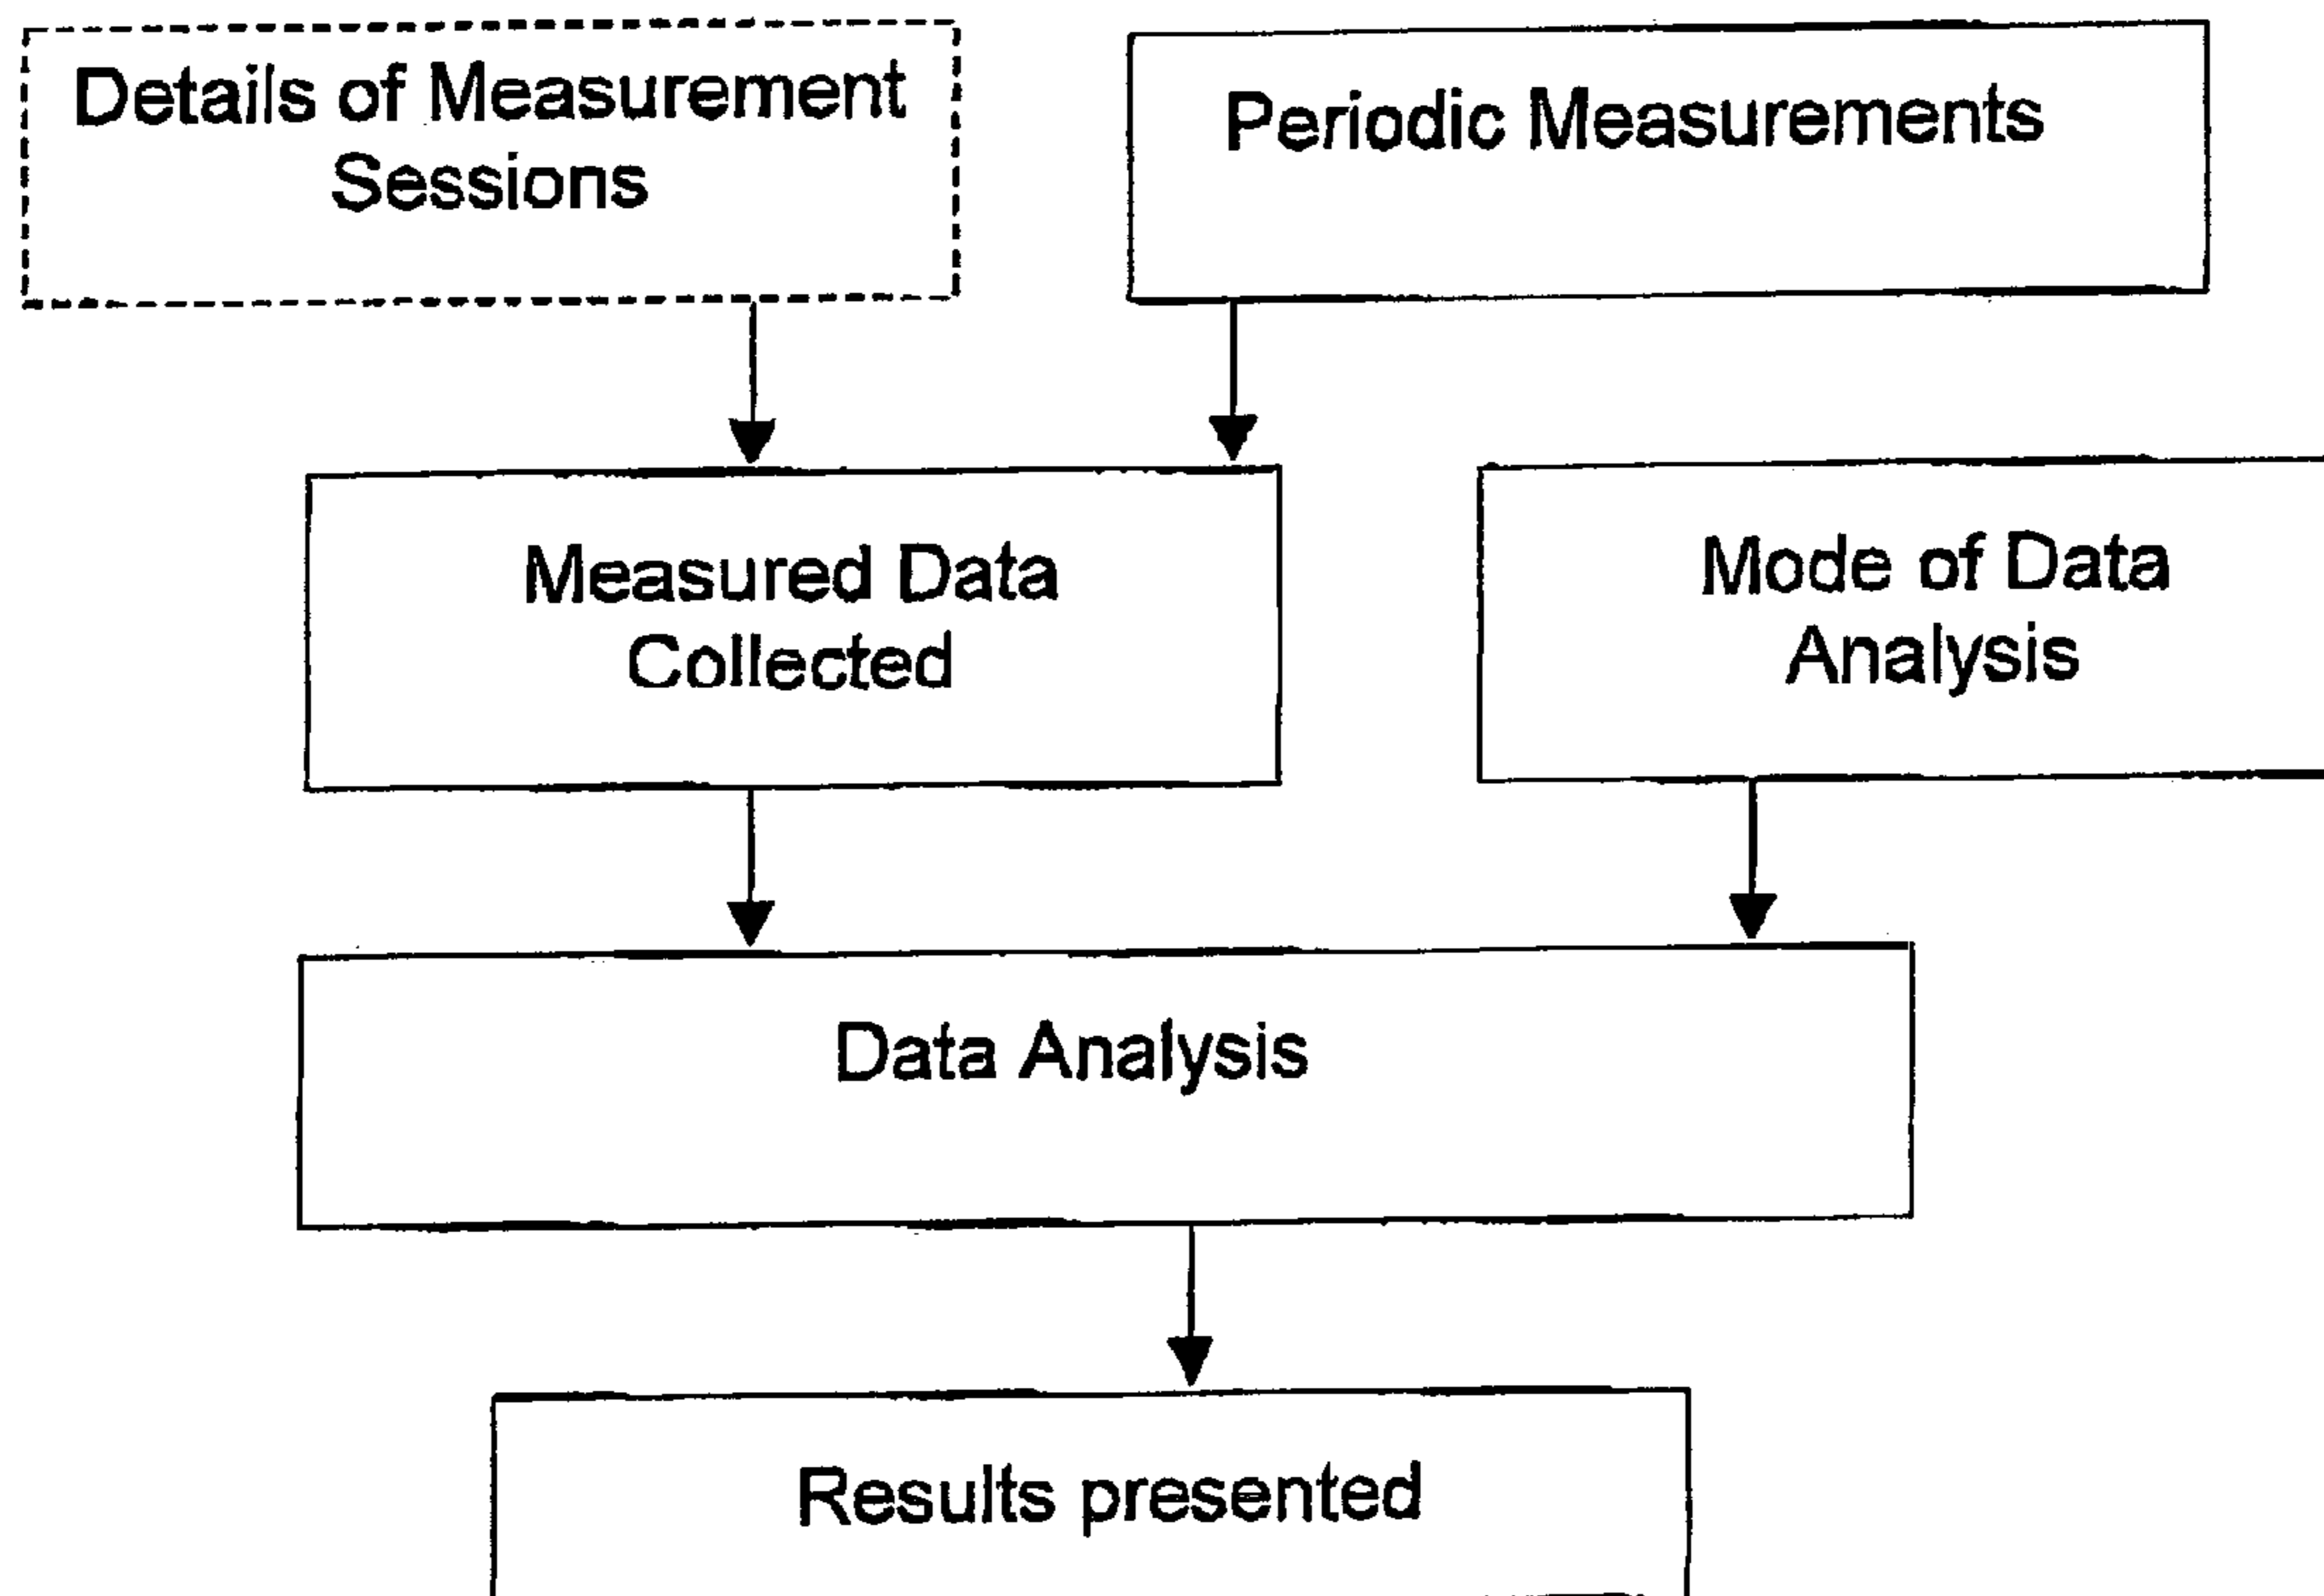 Details of Measurement
Sessions
Periodic Measurements
Measured Data
Collected
Mode of Data
Analysis
Data Analysis
Results presented